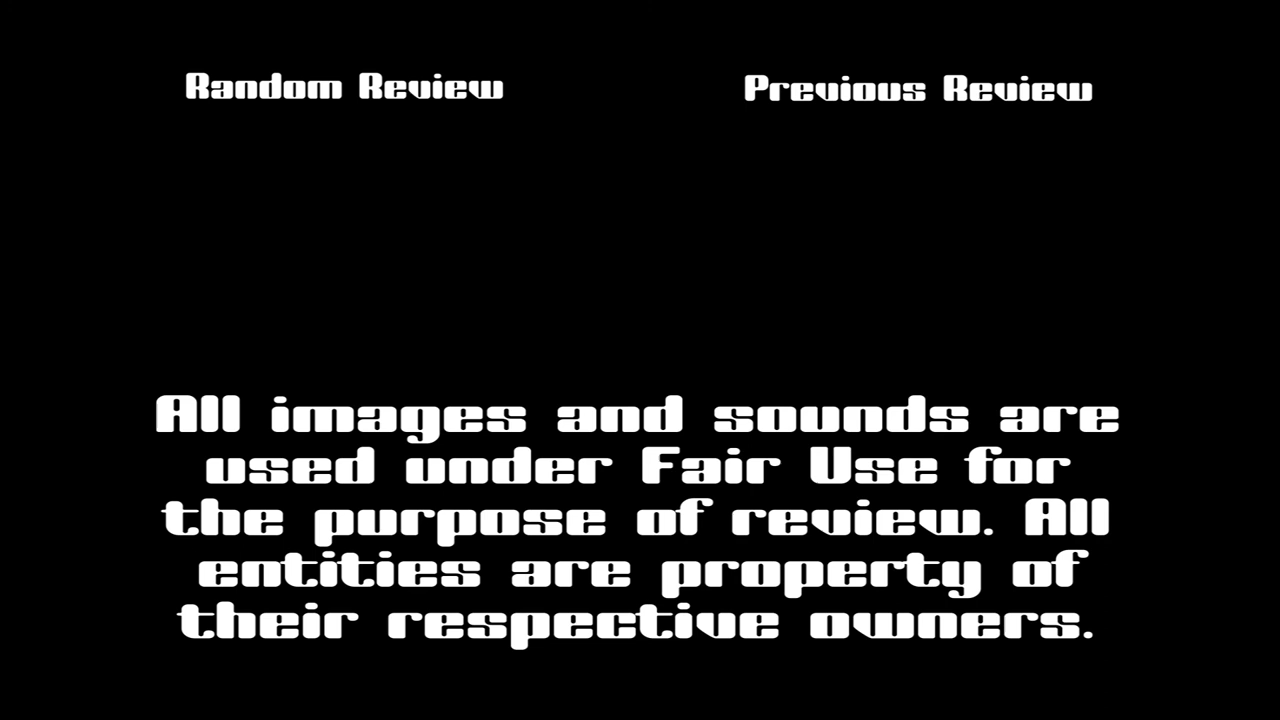 Random Review
Previous Review
All images and sounds are
used under Fair Use for
the purpose of review. All
entities are property of
their respective owners.